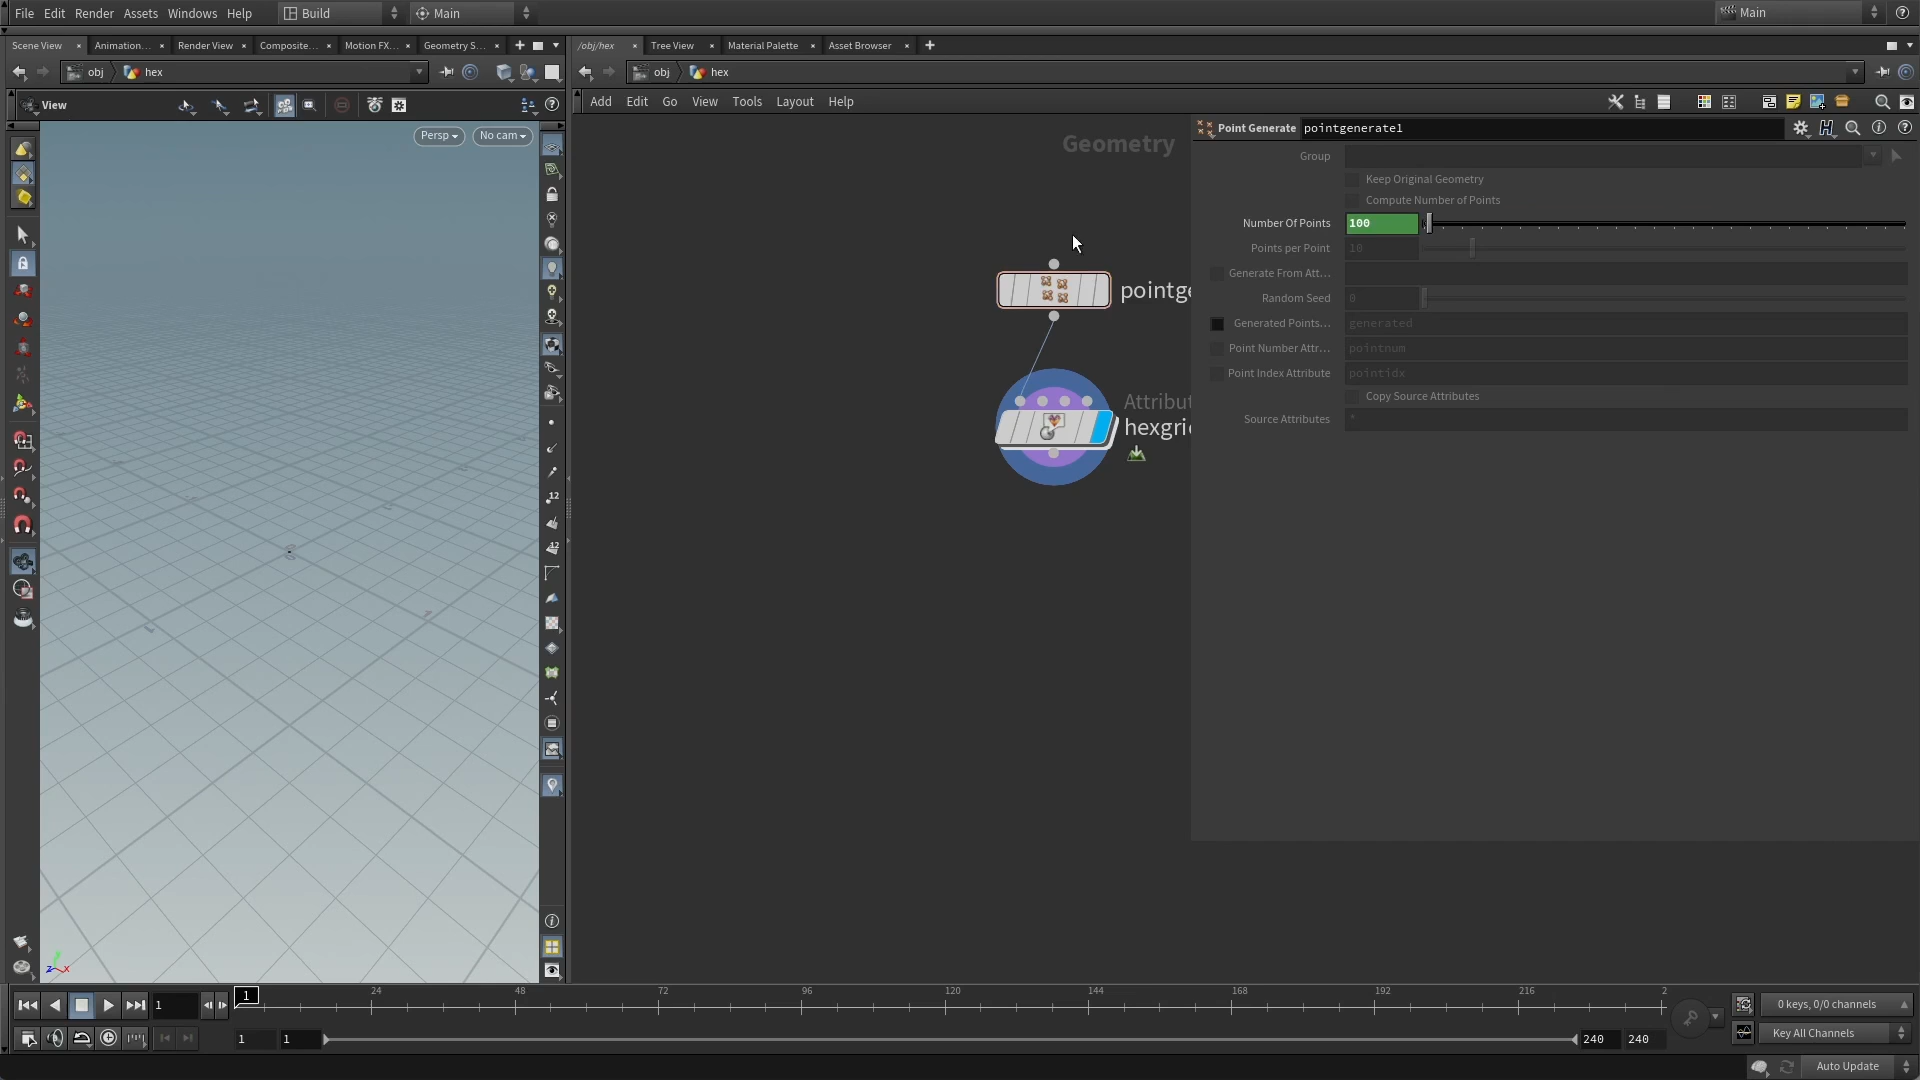 File Edit Render Assets Windows Help Build Main Main
Scene View Animation... Render View Composite... Motion FX... Geometry S... /obj/hex Tree View Material Palette Asset Browser
obj hex obj hex
View Add Edit Go View Tools Layout Help
Persp No cam
Geometry
Point Generate pointgenerate1
Group
Keep Original Geometry
Compute Number of Points
Number Of Points 100
Points per Point 10
Generate From Att...
Random Seed 0
Generated Points... generated
Point Number Attr... pointnum
Point Index Attribute pointidx
Copy Source Attributes
Source Attributes *
pointge
Attribut
hexgri
12
12
z x
1 1 24 48 72 96 120 144 168 192 216 2
0 keys, 0/0 channels
1 1 240 240 Key All Channels
Auto Update